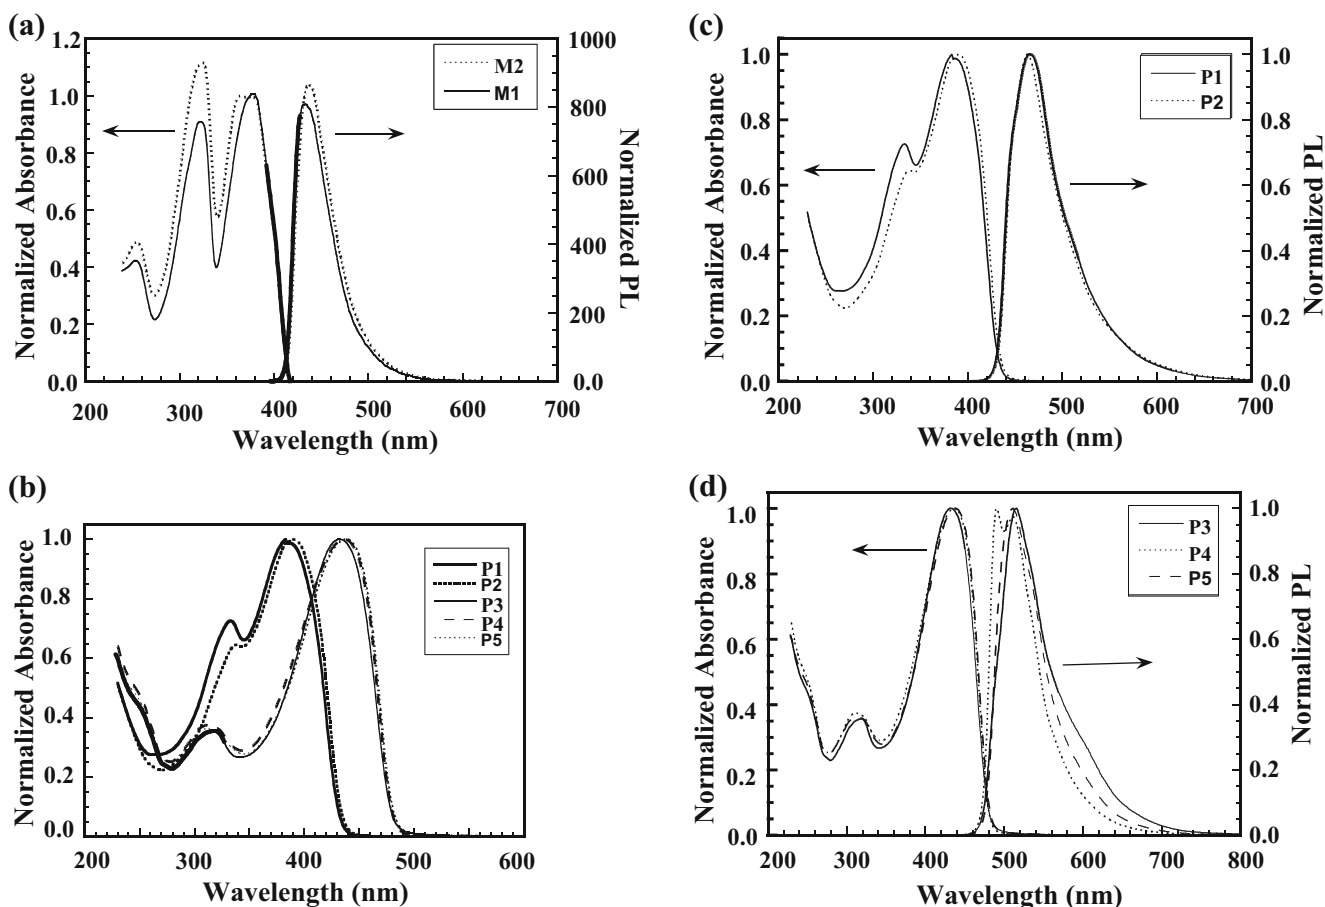 (a)
1.2
1.0
0.8
0.6
0.4
0.2
0.0
Normalized Absorbance
1000
800
600
400
200
0.0
Normalized PL
M2
M1
200 300 400 500 600 700
Wavelength (nm)
(c)
1.0
0.8
0.6
0.4
0.2
0.0
Normalized Absorbance
1.0
0.8
0.6
0.4
0.2
0.0
Normalized PL
P1
P2
200 300 400 500 600 700
Wavelength (nm)
(b)
1.0
0.8
0.6
0.4
0.2
0.0
Normalized Absorbance
P1
P2
P3
P4
P5
200 300 400 500 600
Wavelength (nm)
(d)
1.0
0.8
0.6
0.4
0.2
0.0
Normalized Absorbance
1.0
0.8
0.6
0.4
0.2
0.0
Normalized PL
P3
P4
P5
200 300 400 500 600 700 800
Wavelength (nm)